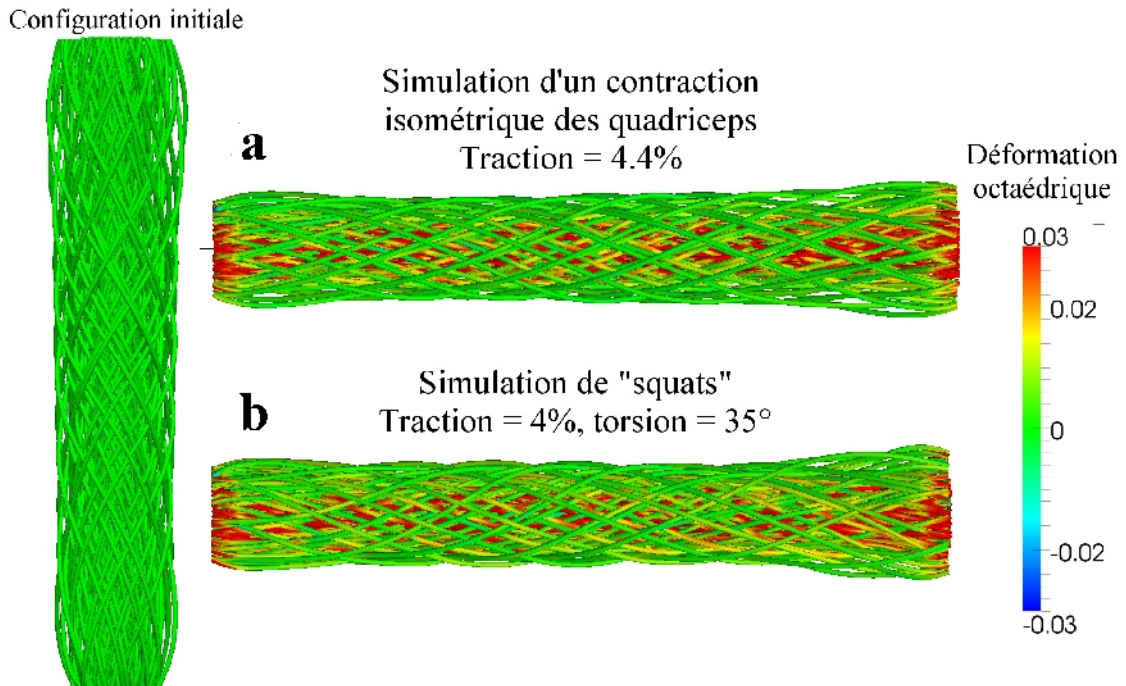 Configuration initiale
a
Simulation d'un contraction
isométrique des quadriceps
Traction = 4.4%
b
Simulation de "squats"
Traction = 4%, torsion = 35°
Déformation
octaédrique
0.03
0.02
0
-0.02
-0.03